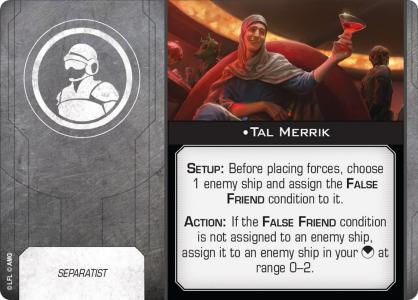 •TAL MERRIK
SETUP: Before placing forces, choose
1 enemy ship and assign the FALSE
FRIEND condition to it.
ACTION: If the FALSE FRIEND condition
is not assigned to an enemy ship,
assign it to an enemy ship in your at
range 0–2.
SEPARATIST
© LFL © AMG